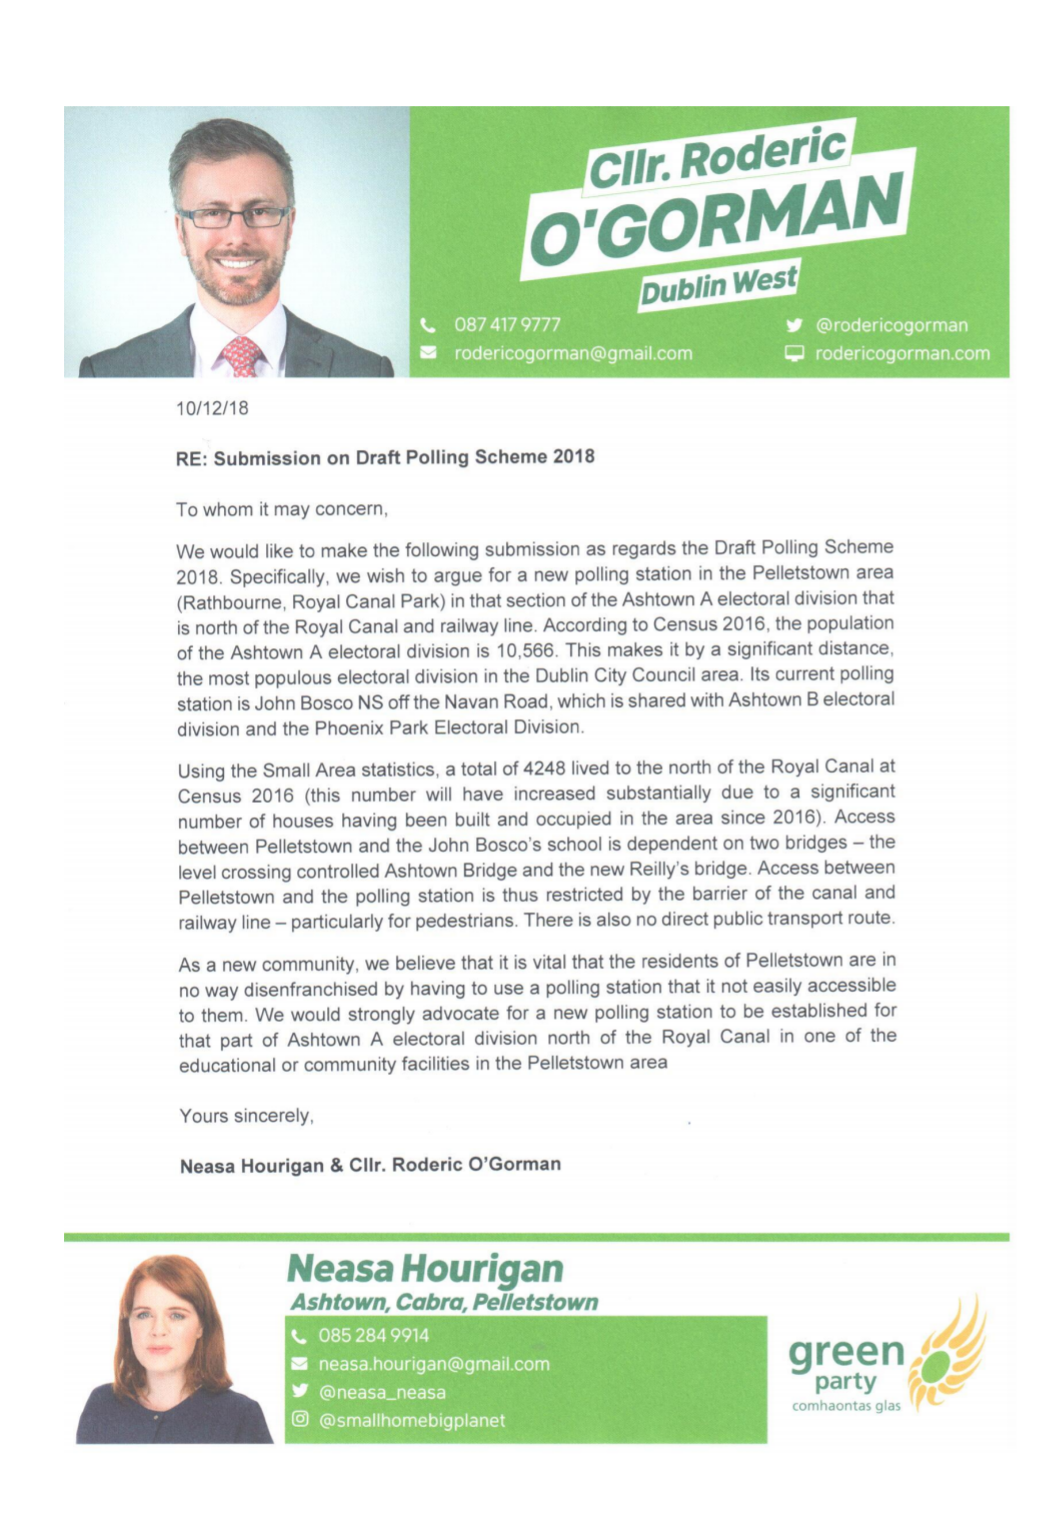 Cllr. Roderic
O'GORMAN
Dublin West
087 417 9777
@rodericogorman
rodericogorman@gmail.com
rodericogorman.com
10/12/18
RE: Submission on Draft Polling Scheme 2018
To whom it may concern,
We would like to make the following submission as regards the Draft Polling Scheme
2018. Specifically, we wish to argue for a new polling station in the Pelletstown area
(Rathbourne, Royal Canal Park) in that section of the Ashtown A electoral division that
is north of the Royal Canal and railway line. According to Census 2016, the population
of the Ashtown A electoral division is 10,566. This makes it by a significant distance,
the most populous electoral division in the Dublin City Council area. Its current polling
station is John Bosco NS off the Navan Road, which is shared with Ashtown B electoral
division and the Phoenix Park Electoral Division.
Using the Small Area statistics, a total of 4248 lived to the north of the Royal Canal at
Census 2016 (this number will have increased substantially due to a significant
number of houses having been built and occupied in the area since 2016). Access
between Pelletstown and the John Bosco's school is dependent on two bridges – the
level crossing controlled Ashtown Bridge and the new Reilly's bridge. Access between
Pelletstown and the polling station is thus restricted by the barrier of the canal and
railway line – particularly for pedestrians. There is also no direct public transport route.
As a new community, we believe that it is vital that the residents of Pelletstown are in
no way disenfranchised by having to use a polling station that it not easily accessible
to them. We would strongly advocate for a new polling station to be established for
that part of Ashtown A electoral division north of the Royal Canal in one of the
educational or community facilities in the Pelletstown area
Yours sincerely,
Neasa Hourigan & Cllr. Roderic O'Gorman
Neasa Hourigan
Ashtown, Cabra, Pelletstown
085 284 9914
neasa.hourigan@gmail.com
@neasa_neasa
@smallhomebigplanet
green
party
comhaontas glas